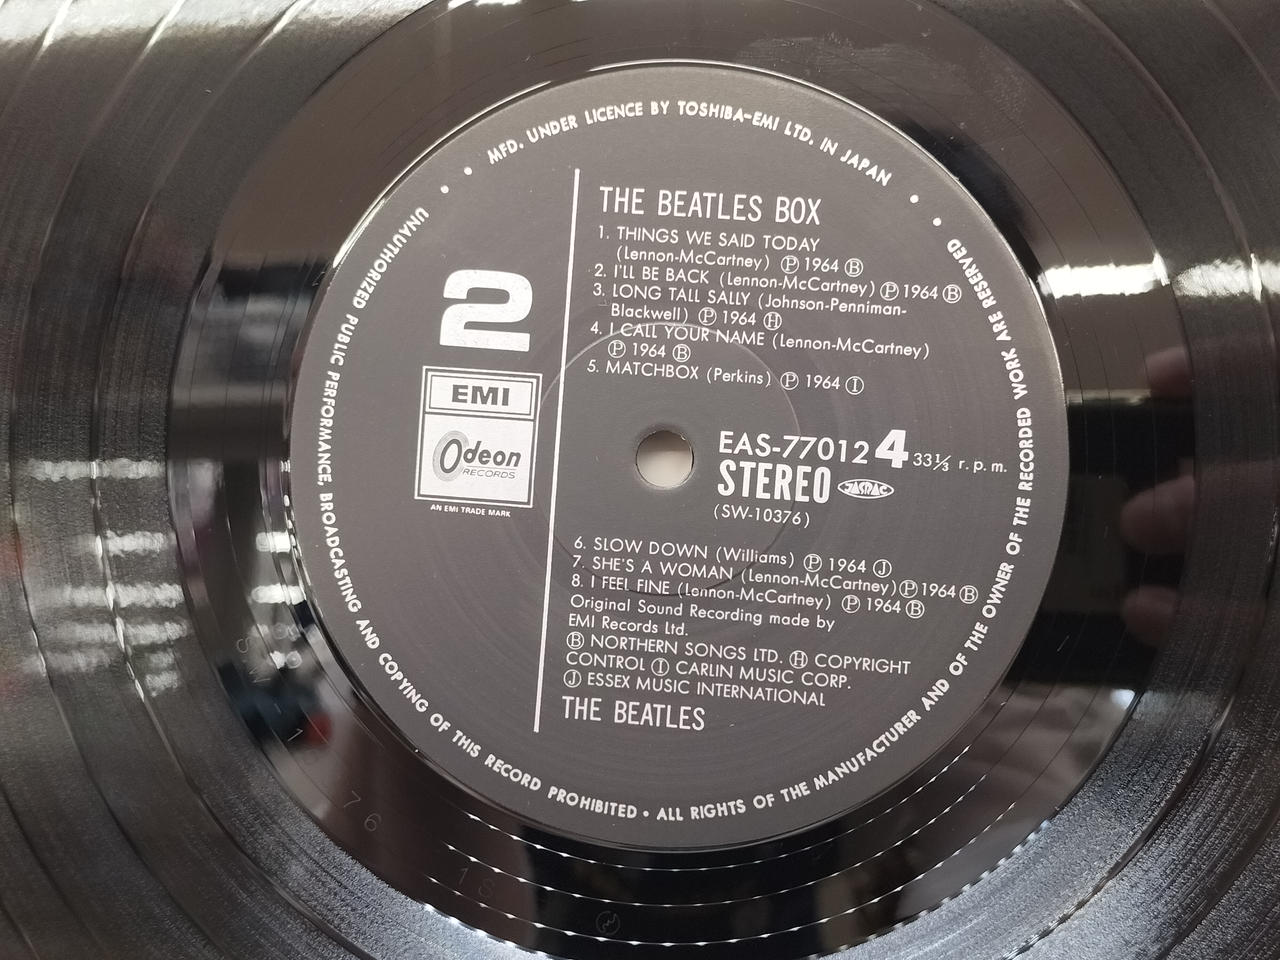 MFD. UNDER LICENCE BY TOSHIBA-EMI LTD. IN JAPAN
UNAUTHORIZED PUBLIC PERFORMANCE, BROADCASTING AND COPYING OF THIS RECORD PROHIBITED • ALL RIGHTS OF THE MANUFACTURER AND OF THE OWNER OF THE RECORDED WORK ARE RESERVED
THE BEATLES BOX
1. THINGS WE SAID TODAY
(Lennon-McCartney) Ⓟ 1964 Ⓑ
2. I'LL BE BACK (Lennon-McCartney) Ⓟ 1964 Ⓑ
3. LONG TALL SALLY (Johnson-Penniman-
Blackwell) Ⓟ 1964 Ⓗ
4. I CALL YOUR NAME (Lennon-McCartney)
Ⓟ 1964 Ⓑ
5. MATCHBOX (Perkins) Ⓟ 1964 Ⓘ
2
EMI
Odeon
RECORDS
AN EMI TRADE MARK
EAS-77012 4 33⅓ r.p.m.
STEREO JASRAC
(SW-10376)
6. SLOW DOWN (Williams) Ⓟ 1964 Ⓙ
7. SHE'S A WOMAN (Lennon-McCartney) Ⓟ 1964 Ⓑ
8. I FEEL FINE (Lennon-McCartney) Ⓟ 1964 Ⓑ
Original Sound Recording made by
EMI Records Ltd.
Ⓑ NORTHERN SONGS LTD. Ⓗ COPYRIGHT
CONTROL Ⓘ CARLIN MUSIC CORP.
Ⓙ ESSEX MUSIC INTERNATIONAL
THE BEATLES
7 6
1 S